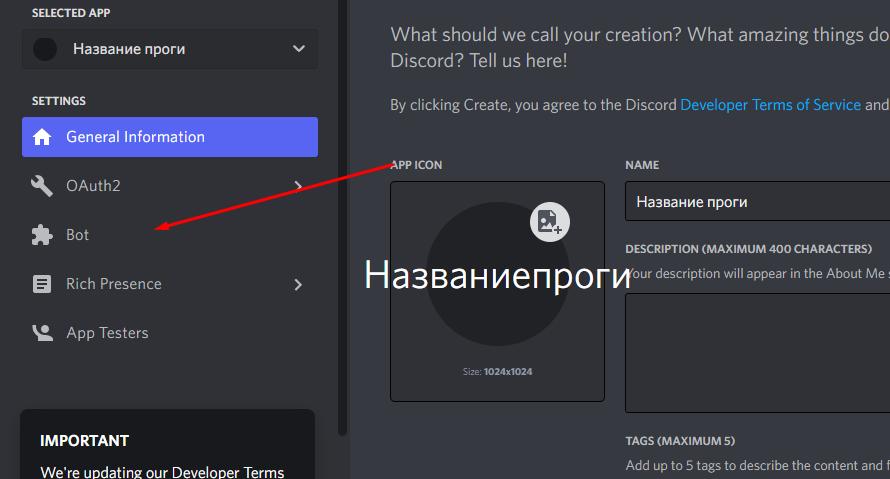 SELECTED APP
Название проги
SETTINGS
General Information
OAuth2
Bot
Rich Presence
App Testers
IMPORTANT
We're updating our Developer Terms
What should we call your creation? What amazing things do
Discord? Tell us here!
By clicking Create, you agree to the Discord Developer Terms of Service and
APP ICON
Названиепроги
Size: 1024x1024
NAME
Название проги
DESCRIPTION (MAXIMUM 400 CHARACTERS)
Your description will appear in the About Me s
TAGS (MAXIMUM 5)
Add up to 5 tags to describe the content and f